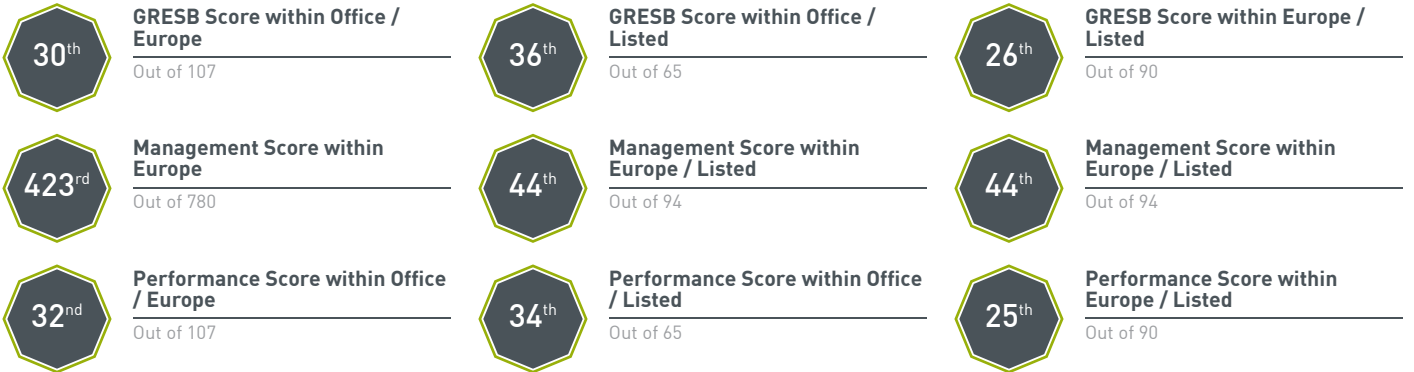 30th
GRESB Score within Office /
Europe
Out of 107
36th
GRESB Score within Office /
Listed
Out of 65
26th
GRESB Score within Europe /
Listed
Out of 90
423rd
Management Score within
Europe
Out of 780
44th
Management Score within
Europe / Listed
Out of 94
44th
Management Score within
Europe / Listed
Out of 94
32nd
Performance Score within Office
/ Europe
Out of 107
34th
Performance Score within Office
/ Listed
Out of 65
25th
Performance Score within
Europe / Listed
Out of 90